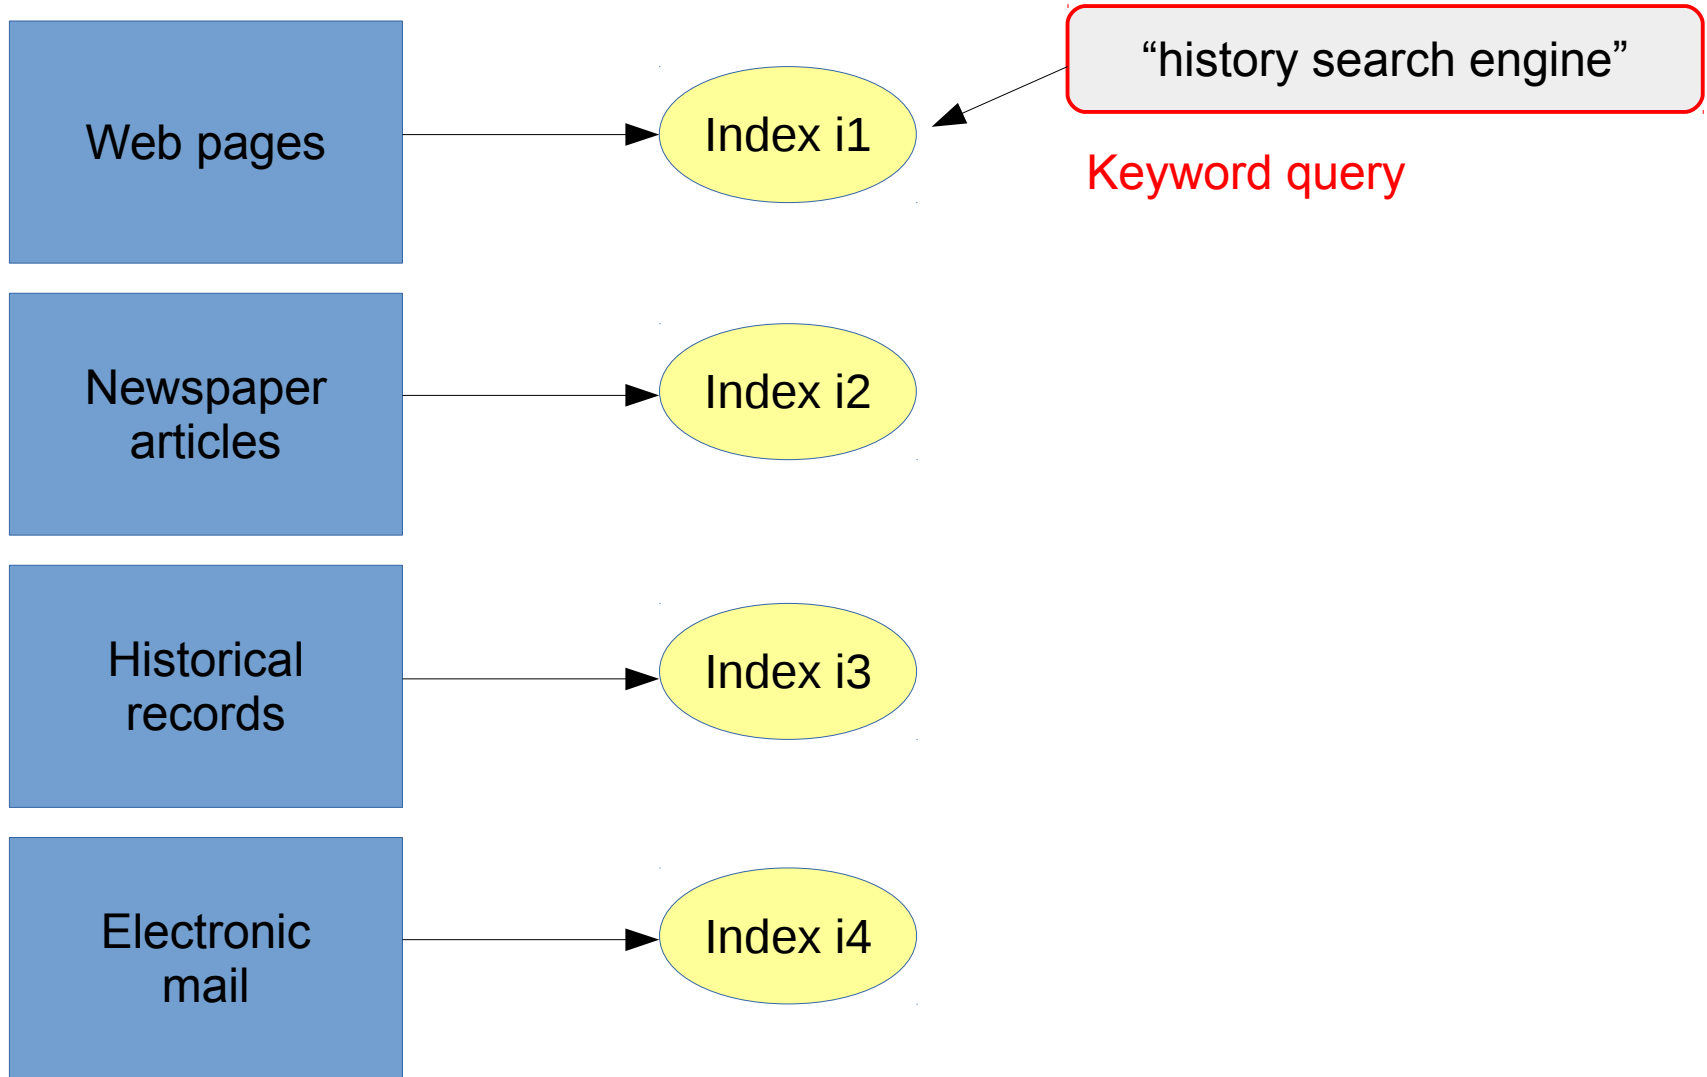 Web pages
Index i1
“history search engine”
Keyword query
Newspaper
articles
Index i2
Historical
records
Index i3
Electronic
mail
Index i4